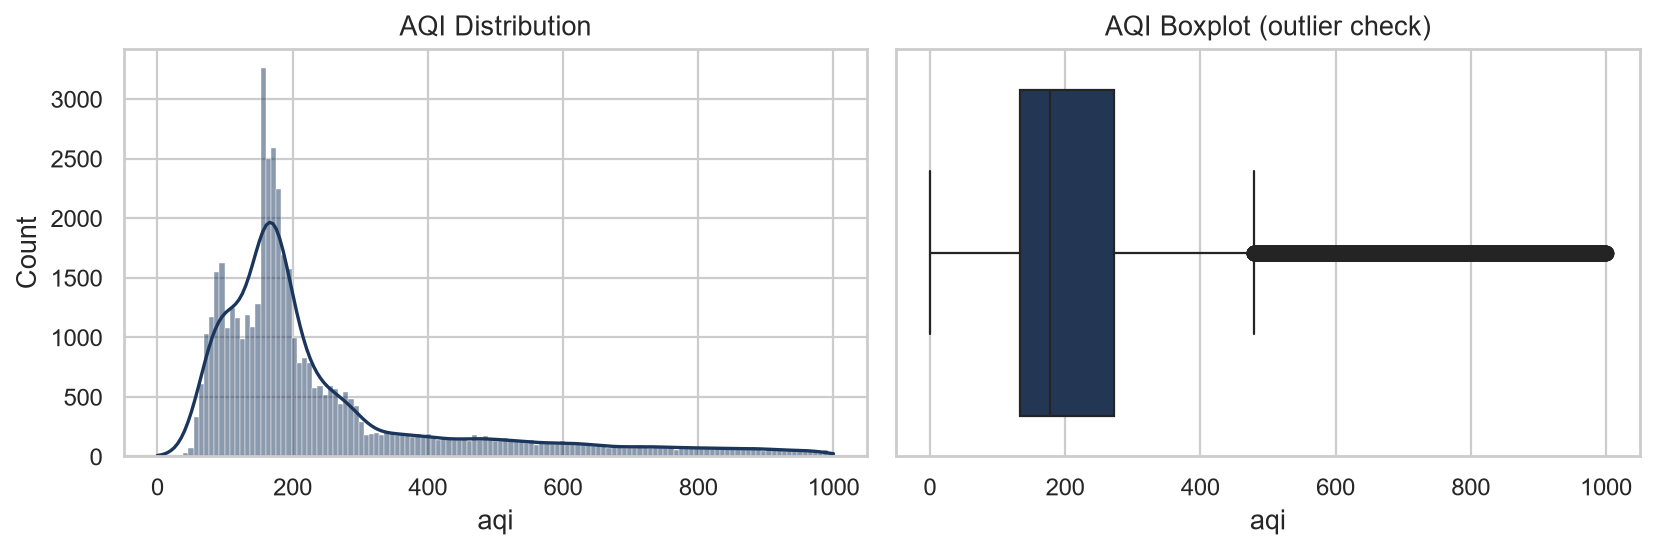 AQI Distribution
3000
2500
2000
1500
1000
500
0
Count
0 200 400 600 800 1000
aqi
AQI Boxplot (outlier check)
0 200 400 600 800 1000
aqi